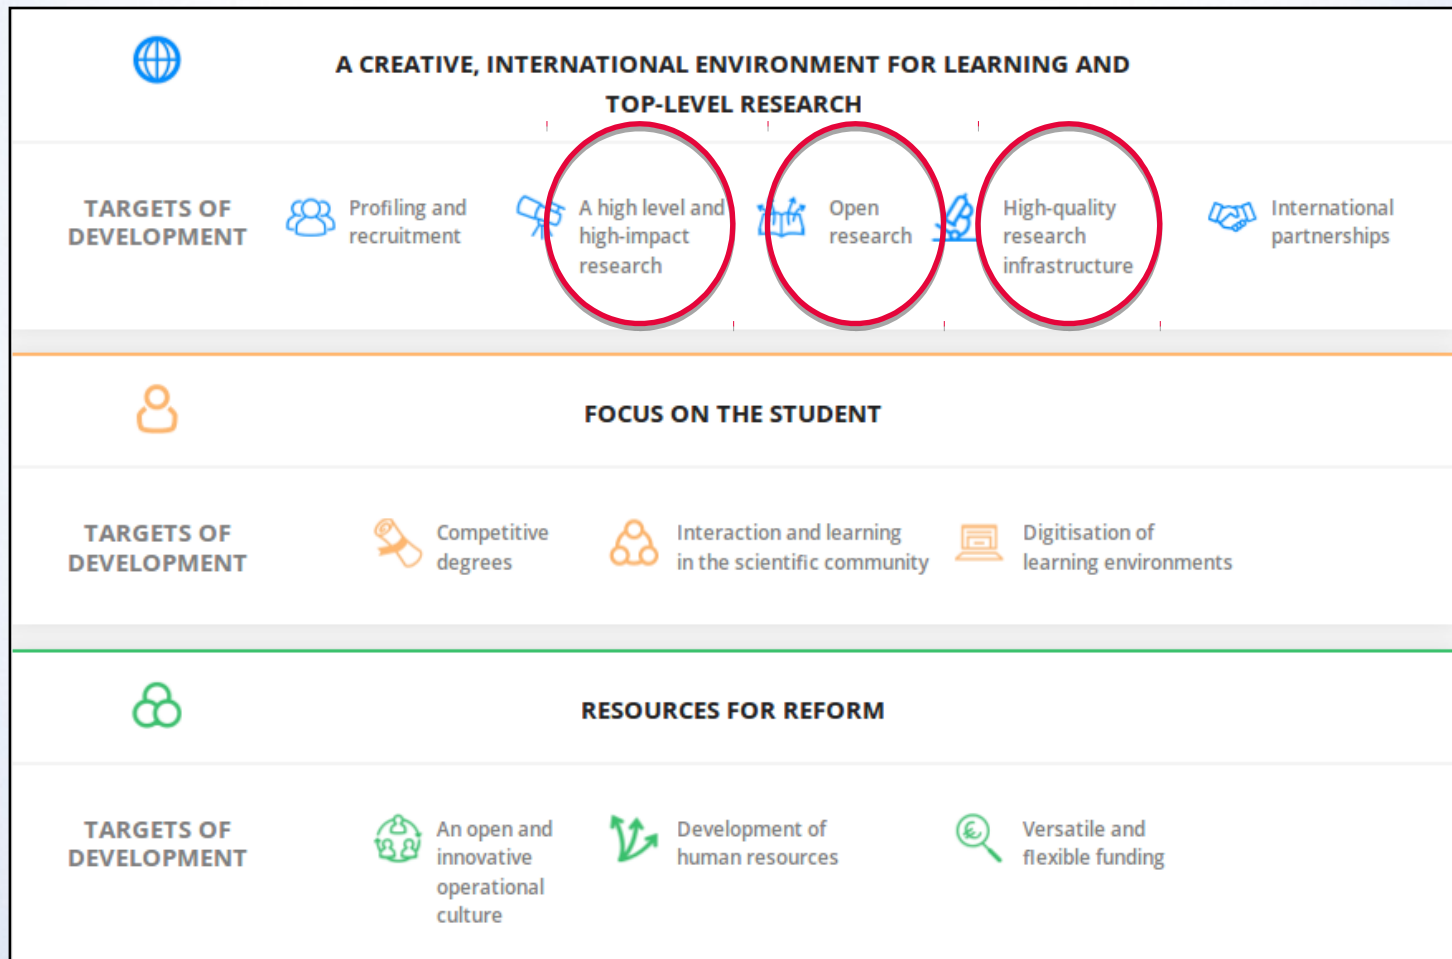 A CREATIVE, INTERNATIONAL ENVIRONMENT FOR LEARNING AND
TOP-LEVEL RESEARCH
TARGETS OF
DEVELOPMENT
Profiling and
recruitment
A high level and
high-impact
research
Open
research
High-quality
research
infrastructure
International
partnerships
FOCUS ON THE STUDENT
TARGETS OF
DEVELOPMENT
Competitive
degrees
Interaction and learning
in the scientific community
Digitisation of
learning environments
RESOURCES FOR REFORM
TARGETS OF
DEVELOPMENT
An open and
innovative
operational
culture
Development of
human resources
Versatile and
flexible funding